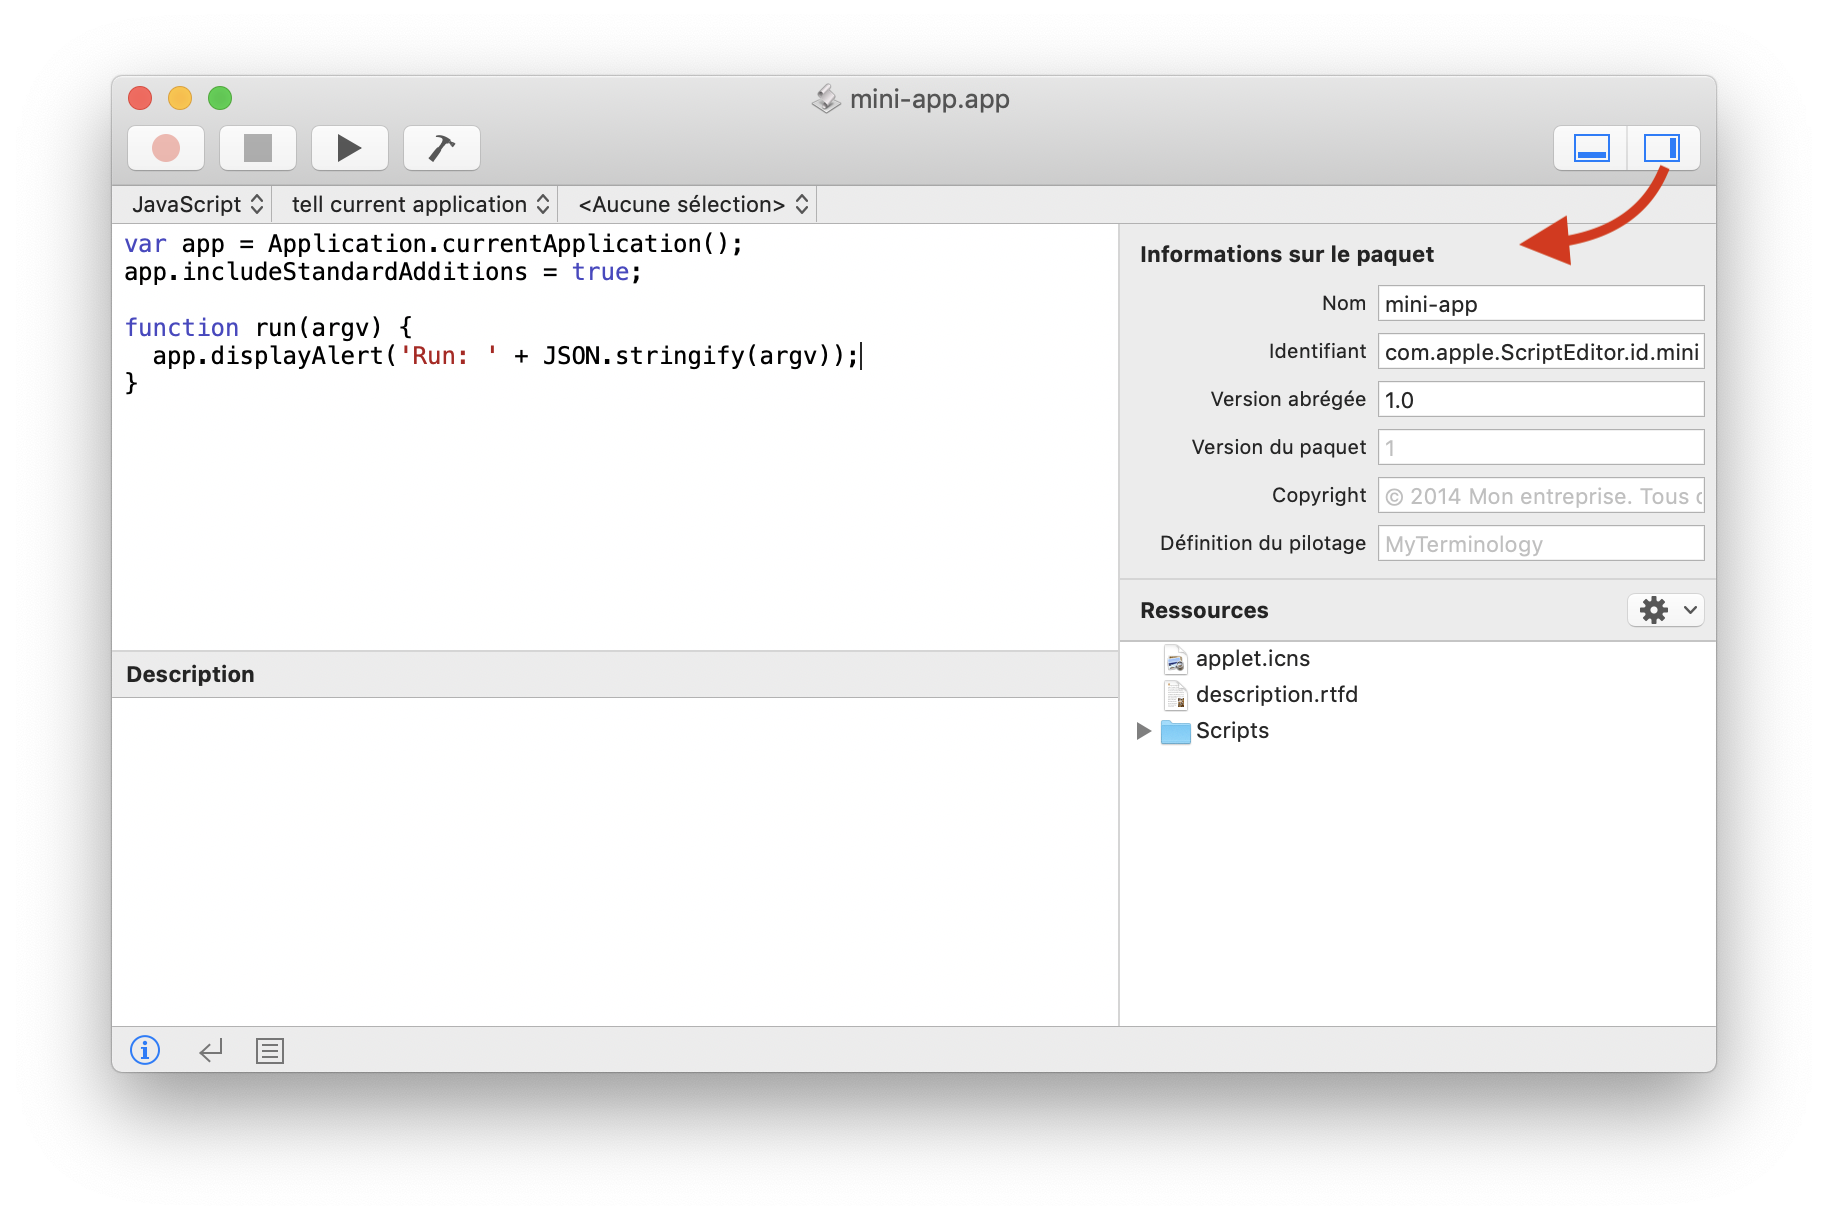 mini-app.app
JavaScript
tell current application
<Aucune sélection>
var app = Application.currentApplication();
app.includeStandardAdditions = true;
function run(argv) {
  app.displayAlert('Run: ' + JSON.stringify(argv));
}
Description
Informations sur le paquet
Nom mini-app
Identifiant com.apple.ScriptEditor.id.mini
Version abrégée 1.0
Version du paquet 1
Copyright © 2014 Mon entreprise. Tous
Définition du pilotage MyTerminology
Ressources
applet.icns
description.rtfd
Scripts